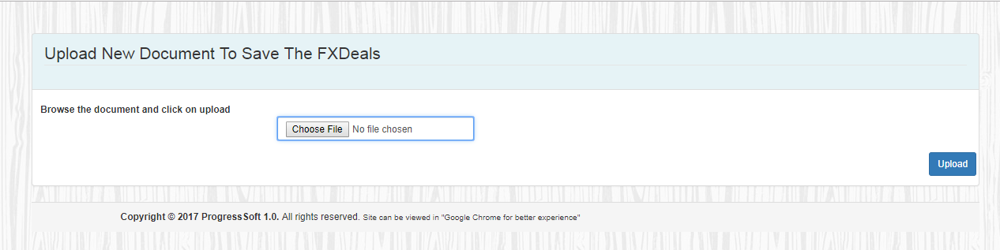 Upload New Document To Save The FXDeals
Browse the document and click on upload
Choose File No file chosen
Upload
Copyright © 2017 ProgressSoft 1.0. All rights reserved. Site can be viewed in "Google Chrome for better experience"